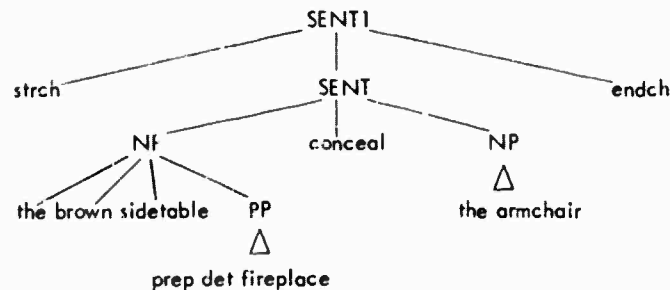 SENT1
strch SENT endch
NP conceal NP
the brown sidetable PP the armchair
prep det fireplace